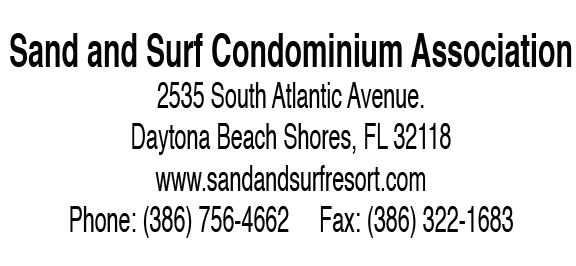 Sand and Surf Condominium Association
2535 South Atlantic Avenue.
Daytona Beach Shores, FL 32118
www.sandandsurfresort.com
Phone: (386) 756-4662 Fax: (386) 322-1683